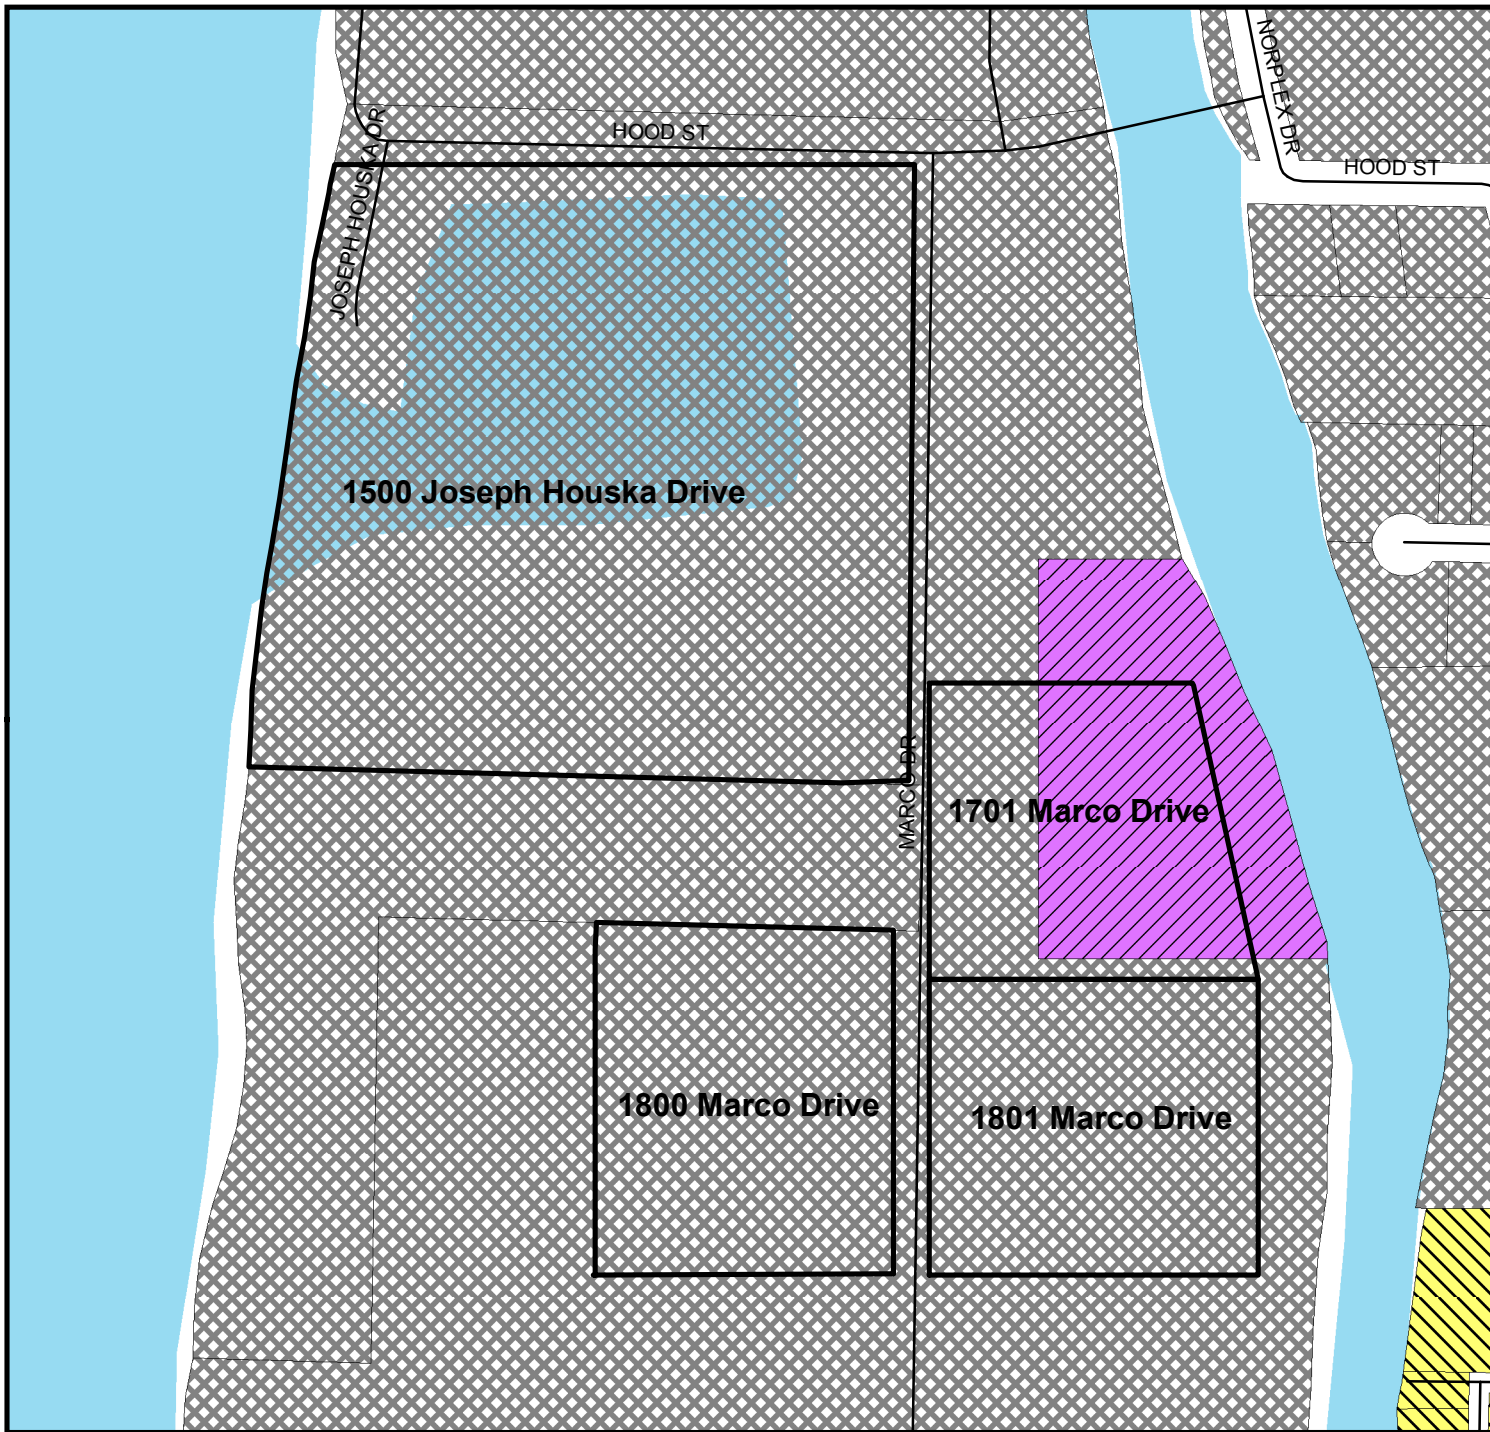 NORPLEX DR
HOOD ST
HOOD ST
JOSEPH HOUSKA DR
1500 Joseph Houska Drive
MARCO DR
1701 Marco Drive
1800 Marco Drive
1801 Marco Drive